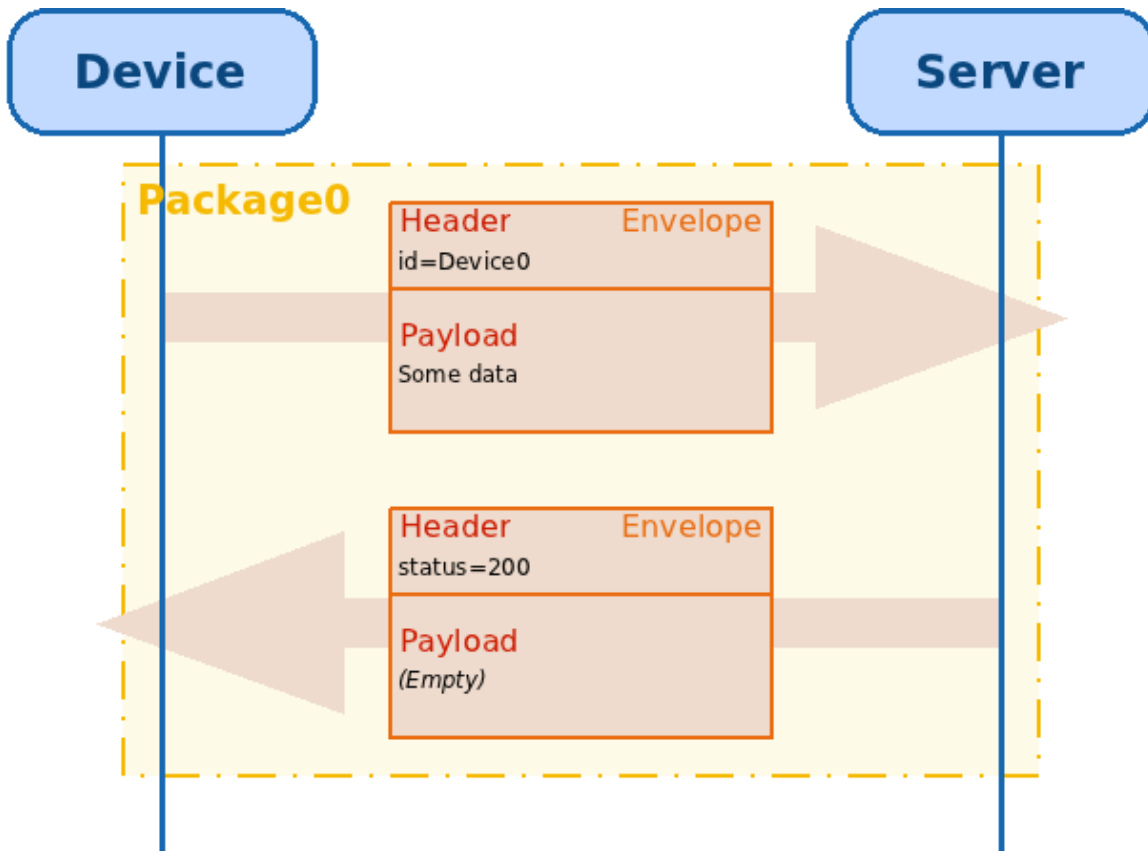 Device
Server
Package0
Header Envelope
id=Device0
Payload
Some data
Header Envelope
status=200
Payload
(Empty)